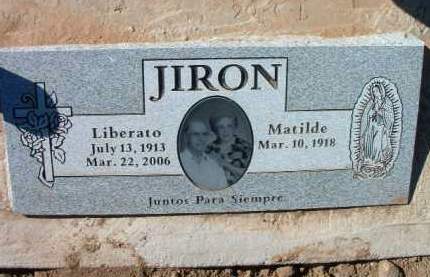 JIRON
Liberato
July 13, 1913
Mar. 22, 2006
Matilde
Mar. 10, 1918
Juntos Para Siempre